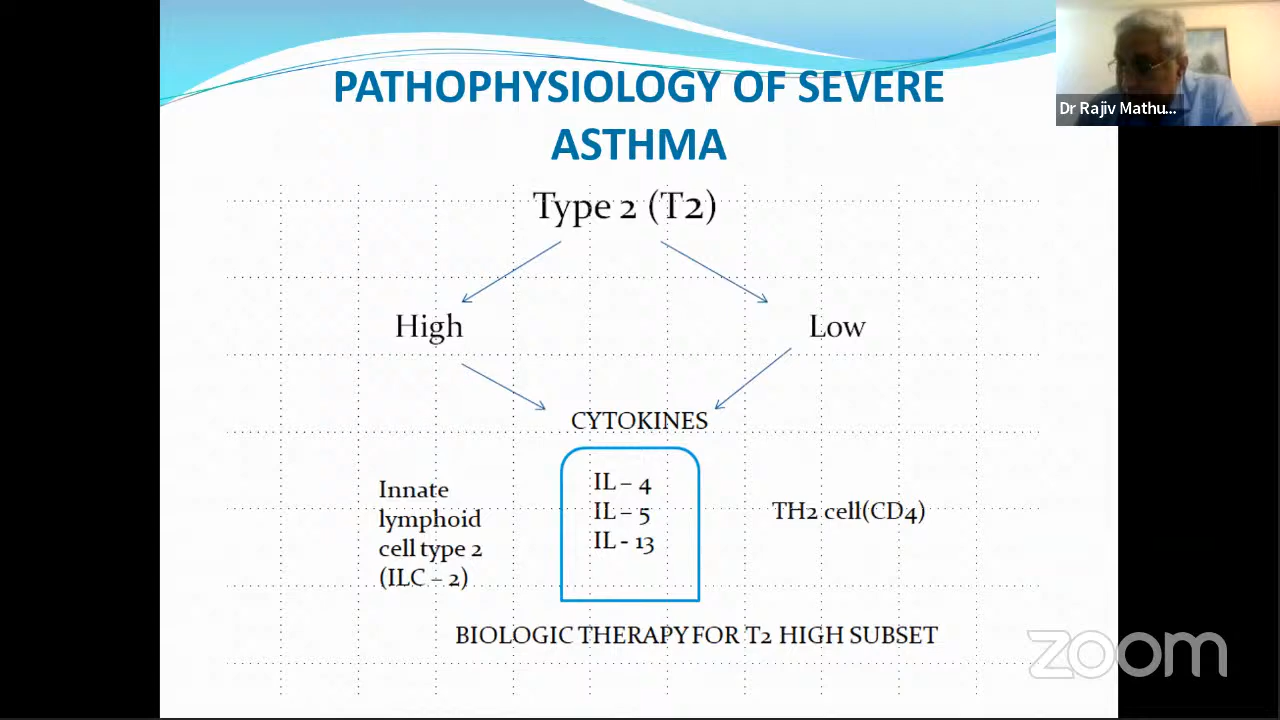 PATHOPHYSIOLOGY OF SEVERE
ASTHMA
Dr Rajiv Mathu...
Type 2 (T2)
High
Low
CYTOKINES
IL – 4
IL – 5
IL - 13
Innate
lymphoid
cell type 2
(ILC – 2)
TH2 cell(CD4)
BIOLOGIC THERAPY FOR T2 HIGH SUBSET
zoom